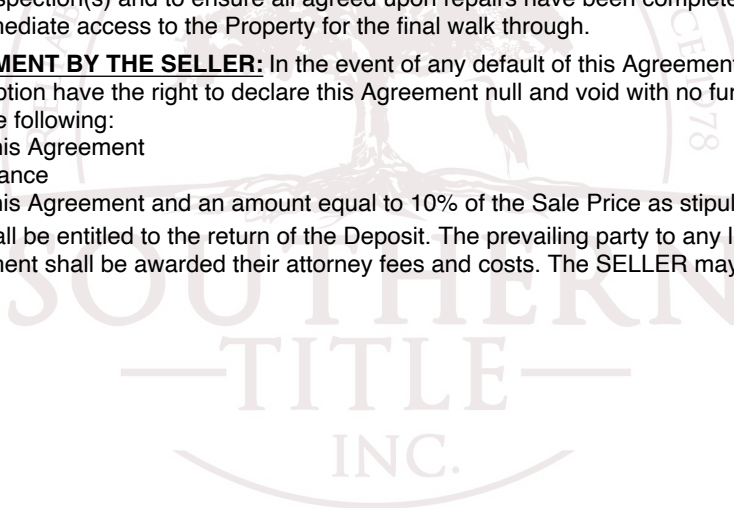 spection(s) and to ensure all agreed upon repairs have been complete
mediate access to the Property for the final walk through.
MENT BY THE SELLER: In the event of any default of this Agreemen
ption have the right to declare this Agreement null and void with no fur
e following:
his Agreement
ance
his Agreement and an amount equal to 10% of the Sale Price as stipul
all be entitled to the return of the Deposit. The prevailing party to any l
ment shall be awarded their attorney fees and costs. The SELLER may
SOUTHERN
TITLE
INC.
CE 1978